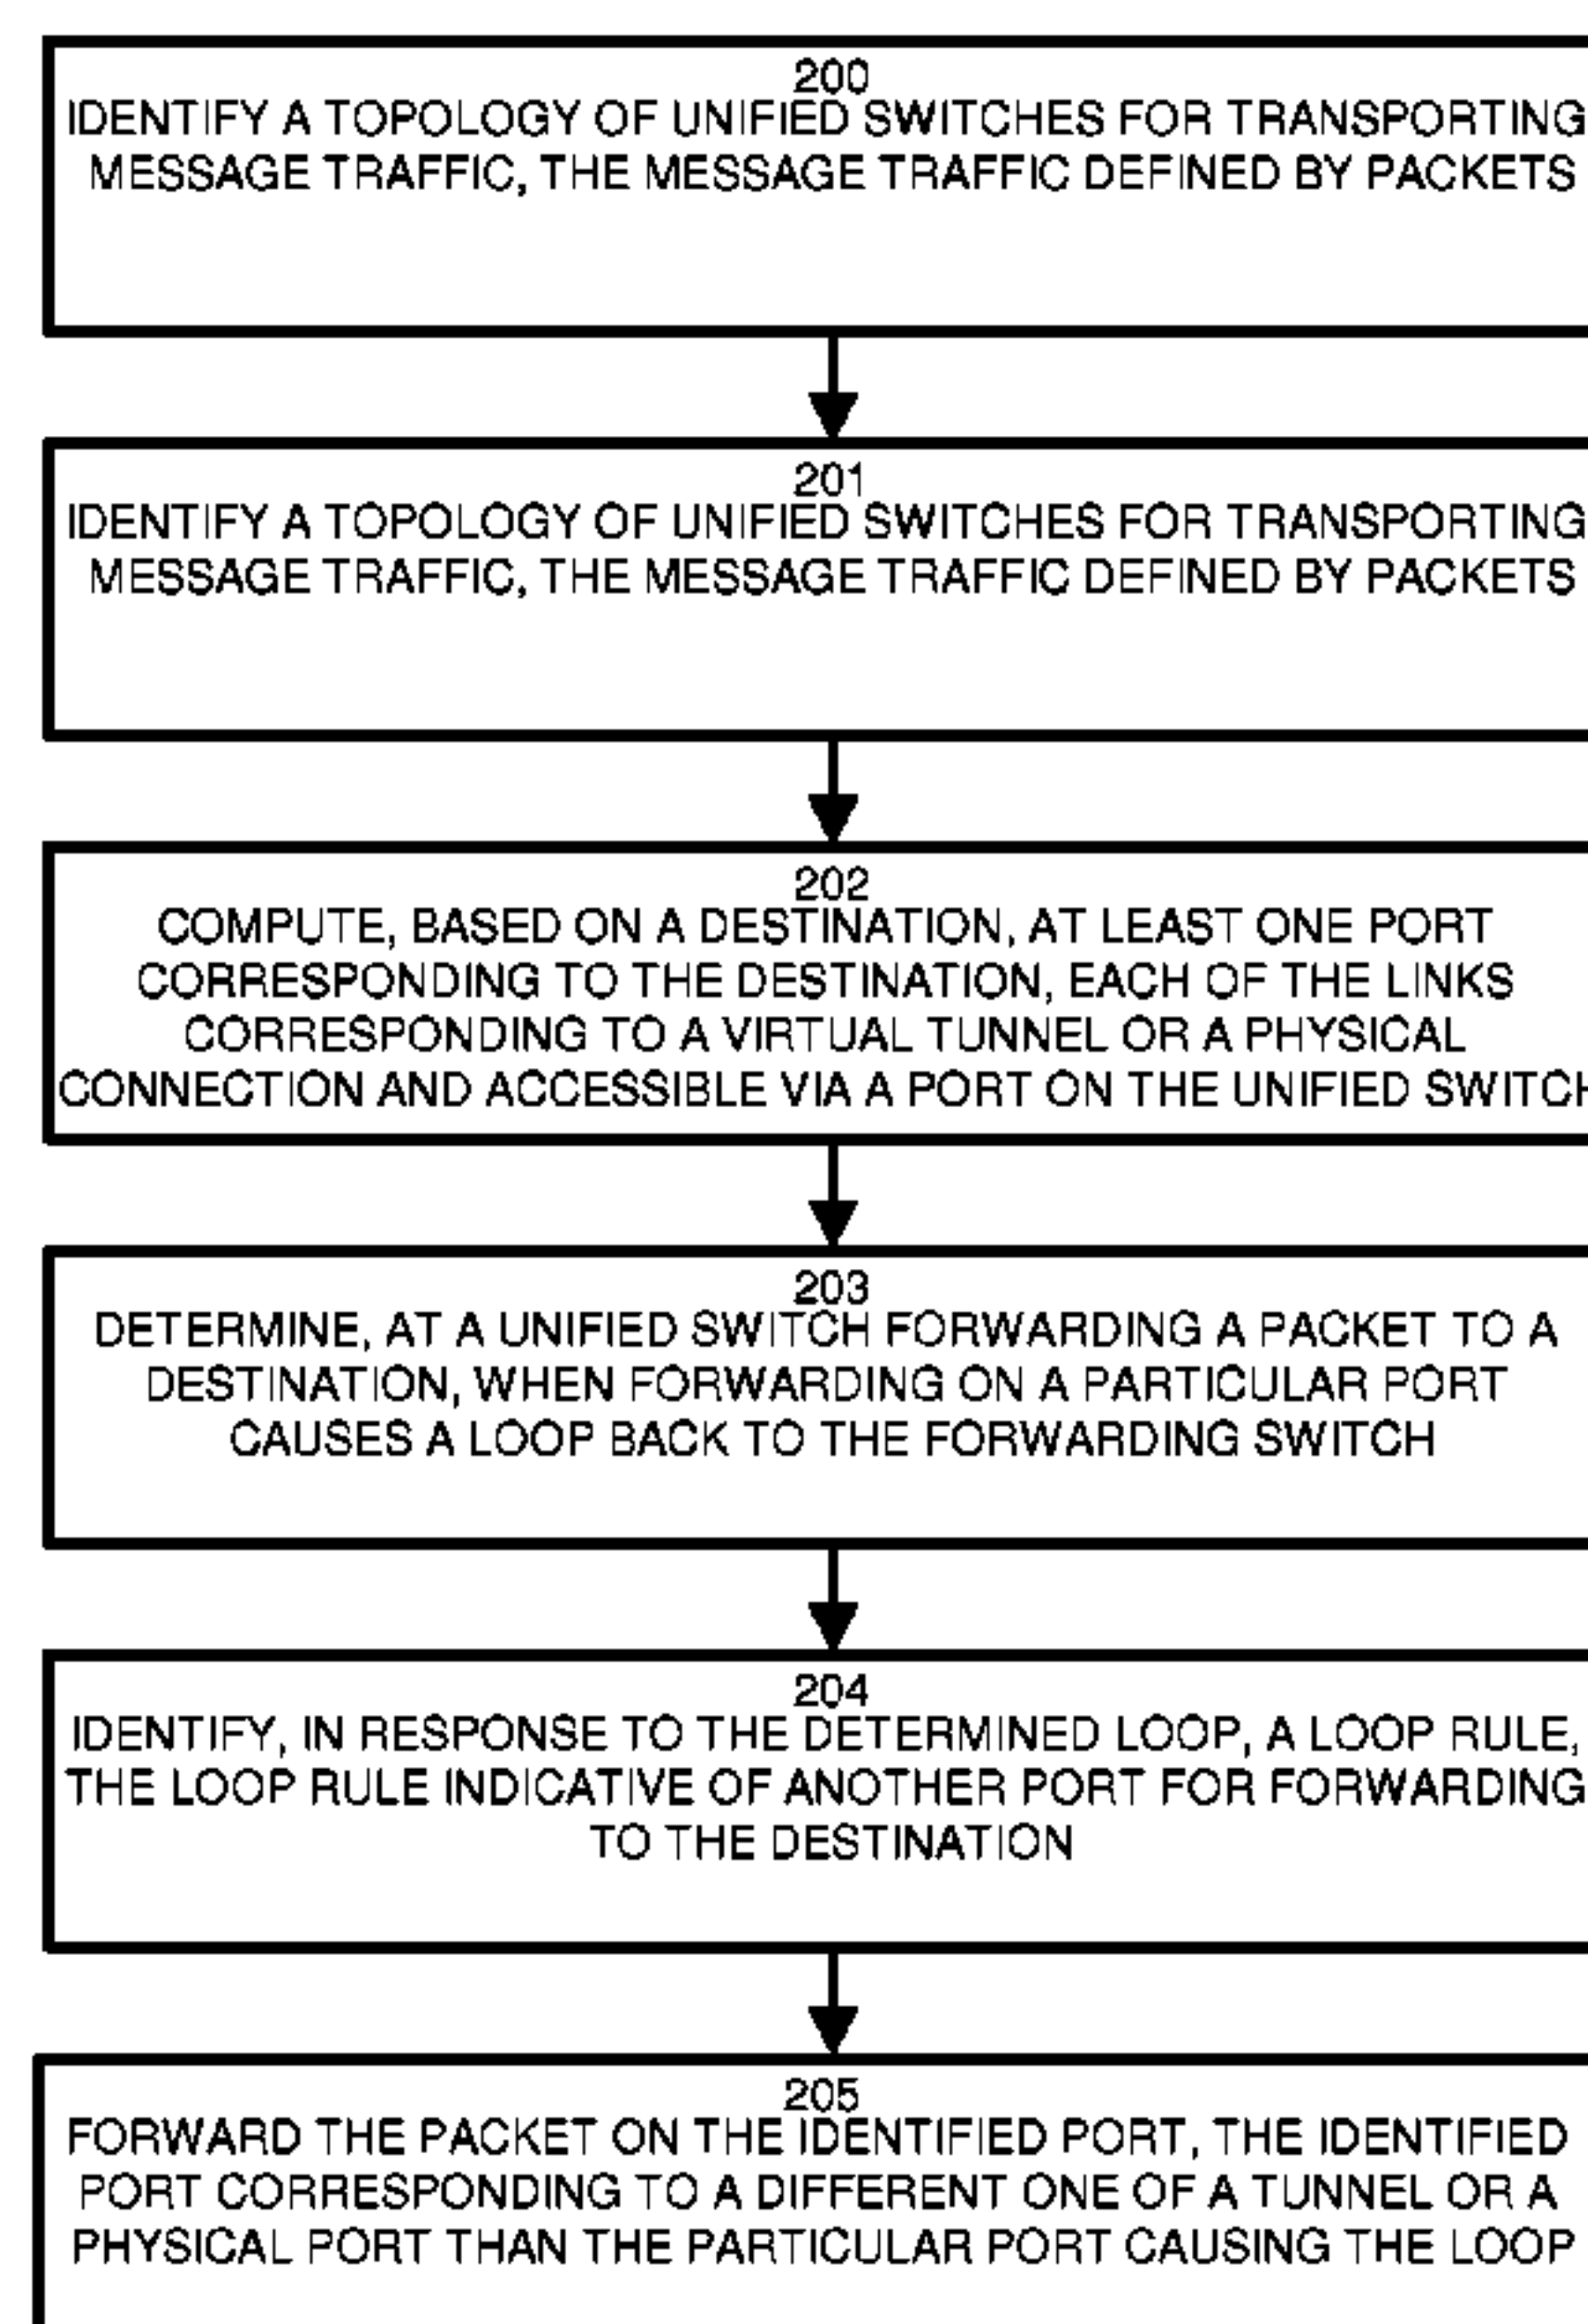 200
IDENTIFY A TOPOLOGY OF UNIFIED SWITCHES FOR TRANSPORTING
MESSAGE TRAFFIC, THE MESSAGE TRAFFIC DEFINED BY PACKETS
201
IDENTIFY A TOPOLOGY OF UNIFIED SWITCHES FOR TRANSPORTING
MESSAGE TRAFFIC, THE MESSAGE TRAFFIC DEFINED BY PACKETS
202
COMPUTE, BASED ON A DESTINATION, AT LEAST ONE PORT
CORRESPONDING TO THE DESTINATION, EACH OF THE LINKS
CORRESPONDING TO A VIRTUAL TUNNEL OR A PHYSICAL
CONNECTION AND ACCESSIBLE VIA A PORT ON THE UNIFIED SWITCH
203
DETERMINE, AT A UNIFIED SWITCH FORWARDING A PACKET TO A
DESTINATION, WHEN FORWARDING ON A PARTICULAR PORT
CAUSES A LOOP BACK TO THE FORWARDING SWITCH
204
IDENTIFY, IN RESPONSE TO THE DETERMINED LOOP, A LOOP RULE,
THE LOOP RULE INDICATIVE OF ANOTHER PORT FOR FORWARDING
TO THE DESTINATION
205
FORWARD THE PACKET ON THE IDENTIFIED PORT, THE IDENTIFIED
PORT CORRESPONDING TO A DIFFERENT ONE OF A TUNNEL OR A
PHYSICAL PORT THAN THE PARTICULAR PORT CAUSING THE LOOP